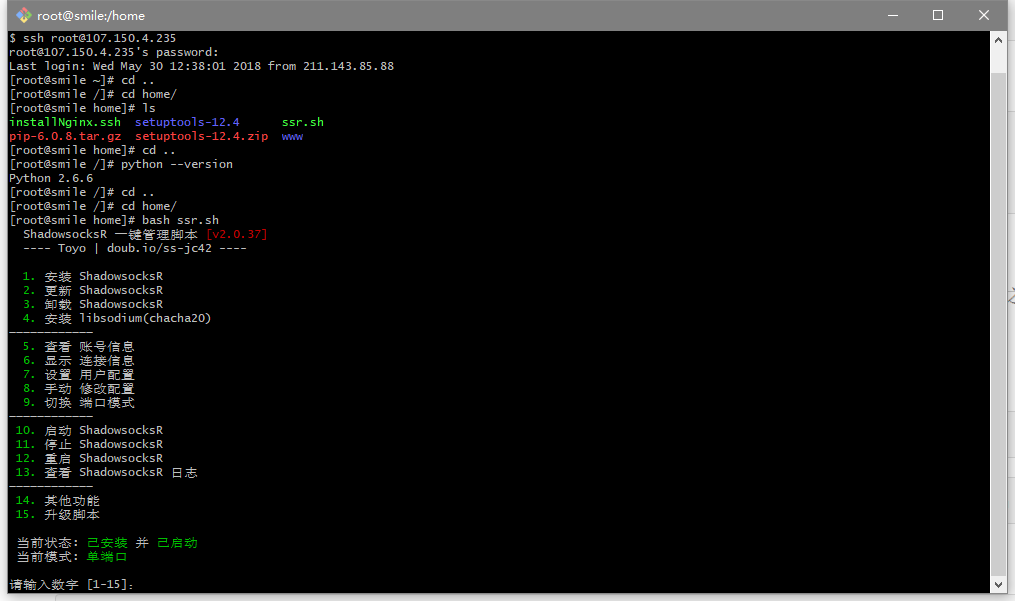 root@smile:/home
$ ssh root@107.150.4.235
root@107.150.4.235's password:
Last login: Wed May 30 12:38:01 2018 from 211.143.85.88
[root@smile ~]# cd ..
[root@smile /]# cd home/
[root@smile home]# ls
installNginx.ssh  setuptools-12.4      ssr.sh
pip-6.0.8.tar.gz  setuptools-12.4.zip  www
[root@smile home]# cd ..
[root@smile /]# python --version
Python 2.6.6
[root@smile /]# cd ..
[root@smile /]# cd home/
[root@smile home]# bash ssr.sh
  ShadowsocksR 一键管理脚本 [v2.0.37]
  ---- Toyo | doub.io/ss-jc42 ----
  1. 安装 ShadowsocksR
  2. 更新 ShadowsocksR
  3. 卸载 ShadowsocksR
  4. 安装 libsodium(chacha20)
————————————
  5. 查看 账号信息
  6. 显示 连接信息
  7. 设置 用户配置
  8. 手动 修改配置
  9. 切换 端口模式
————————————
 10. 启动 ShadowsocksR
 11. 停止 ShadowsocksR
 12. 重启 ShadowsocksR
 13. 查看 ShadowsocksR 日志
————————————
 14. 其他功能
 15. 升级脚本
 当前状态: 已安装 并 已启动
 当前模式: 单端口
请输入数字 [1-15]：